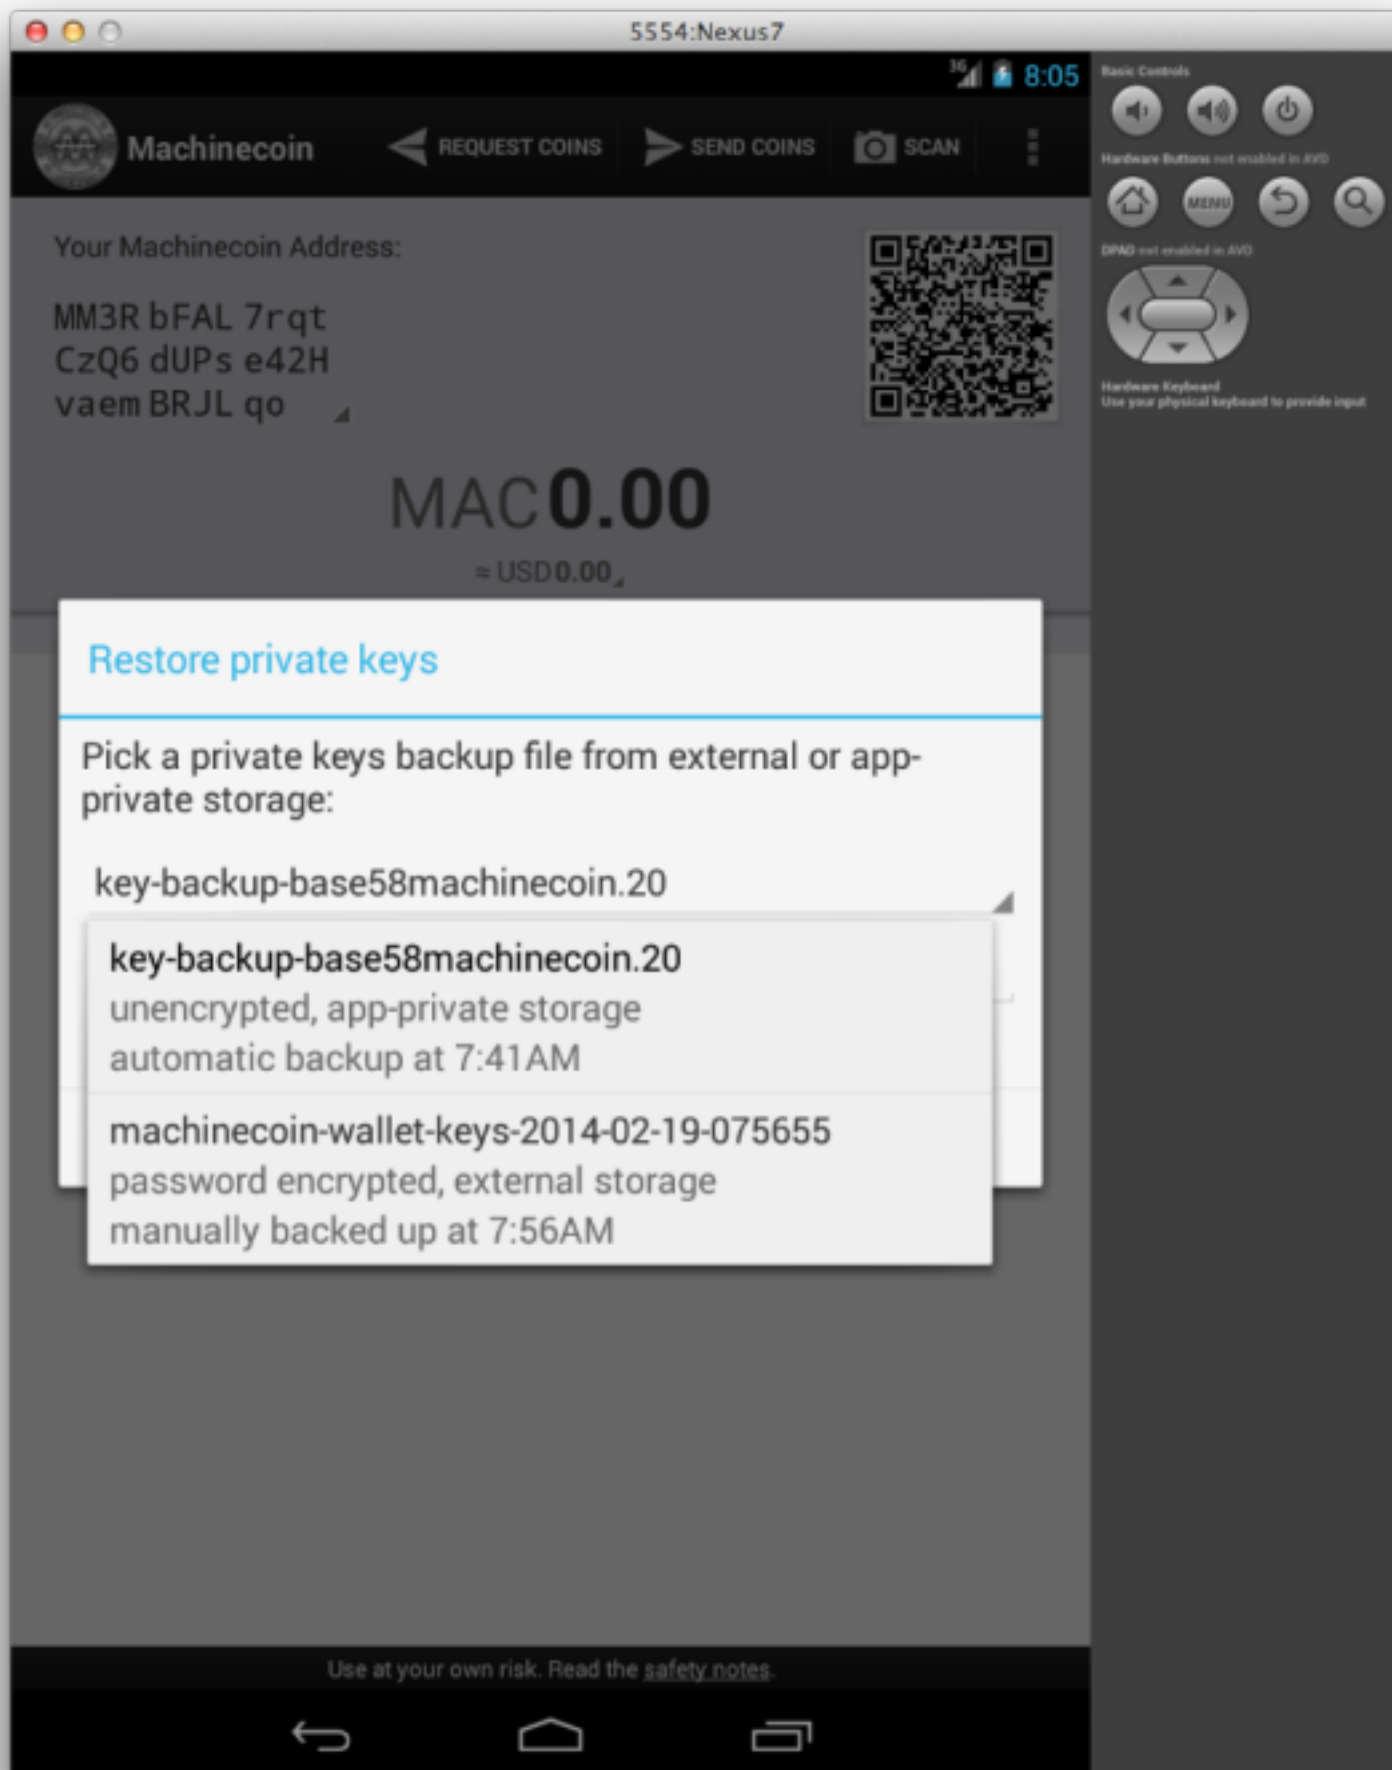 5554:Nexus7
3G
8:05
Machinecoin
REQUEST COINS
SEND COINS
SCAN
Your Machinecoin Address:
MM3R bFAL 7rqt
CzQ6 dUPs e42H
vaem BRJL qo
MAC 0.00
≈ USD 0.00
Restore private keys
Pick a private keys backup file from external or app-
private storage:
key-backup-base58machinecoin.20
key-backup-base58machinecoin.20
unencrypted, app-private storage
automatic backup at 7:41AM
machinecoin-wallet-keys-2014-02-19-075655
password encrypted, external storage
manually backed up at 7:56AM
Use at your own risk. Read the safety notes.
Basic Controls
Hardware Buttons not enabled in AVD
MENU
DPAD not enabled in AVD
Hardware Keyboard
Use your physical keyboard to provide input